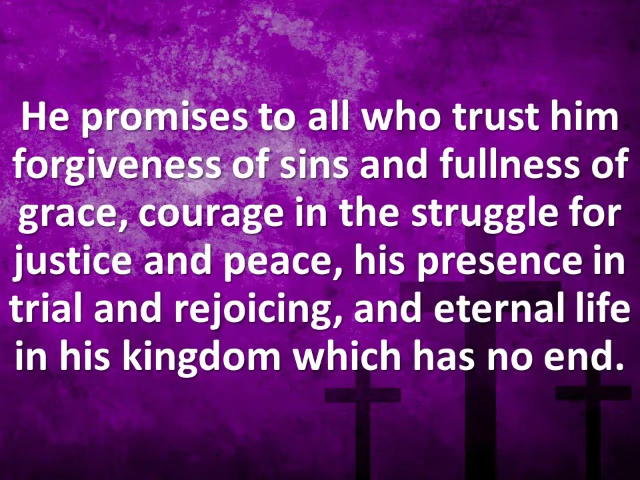 He promises to all who trust him
forgiveness of sins and fullness of
grace, courage in the struggle for
justice and peace, his presence in
trial and rejoicing, and eternal life
in his kingdom which has no end.